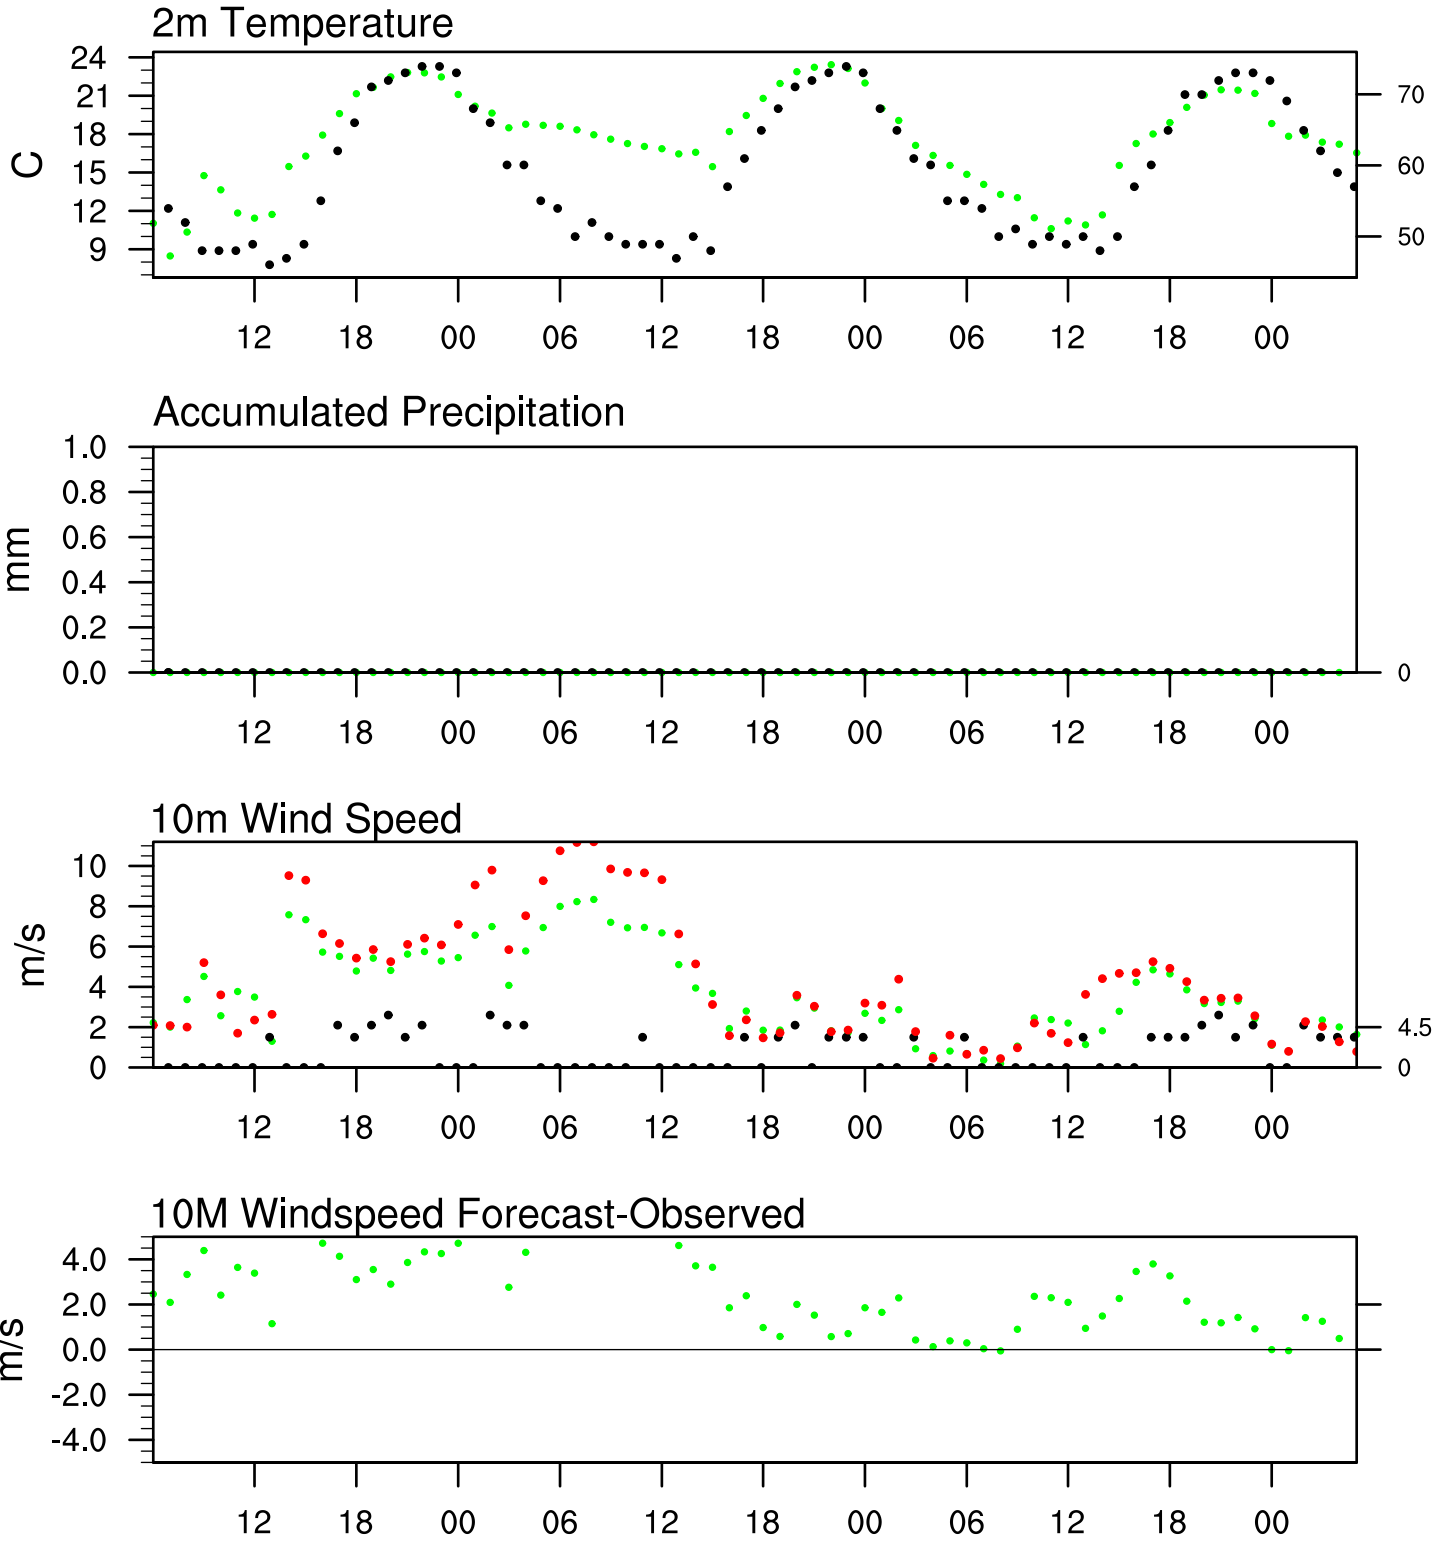 2m Temperature
24
21
18
15
12
9
C
70
60
50
12 18 00 06 12 18 00 06 12 18 00
Accumulated Precipitation
1.0
0.8
0.6
0.4
0.2
0.0
mm
0
12 18 00 06 12 18 00 06 12 18 00
10m Wind Speed
10
8
6
4
2
0
m/s
4.5
0
12 18 00 06 12 18 00 06 12 18 00
10M Windspeed Forecast-Observed
4.0
2.0
0.0
-2.0
-4.0
m/s
12 18 00 06 12 18 00 06 12 18 00